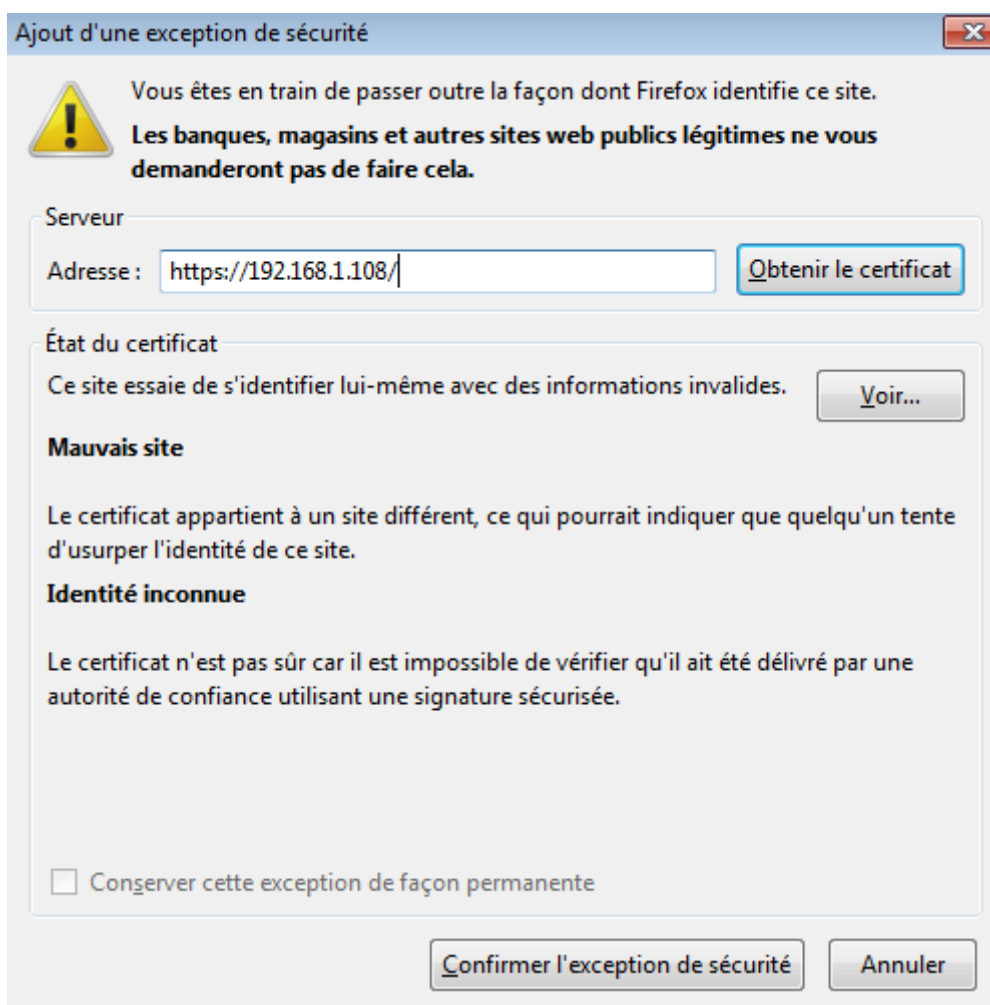 Ajout d'une exception de sécurité
Vous êtes en train de passer outre la façon dont Firefox identifie ce site.
Les banques, magasins et autres sites web publics légitimes ne vous
demanderont pas de faire cela.
Serveur
Adresse : https://192.168.1.108/ Obtenir le certificat
État du certificat
Ce site essaie de s'identifier lui-même avec des informations invalides. Voir...
Mauvais site
Le certificat appartient à un site différent, ce qui pourrait indiquer que quelqu'un tente
d'usurper l'identité de ce site.
Identité inconnue
Le certificat n'est pas sûr car il est impossible de vérifier qu'il ait été délivré par une
autorité de confiance utilisant une signature sécurisée.
Conserver cette exception de façon permanente
Confirmer l'exception de sécurité Annuler